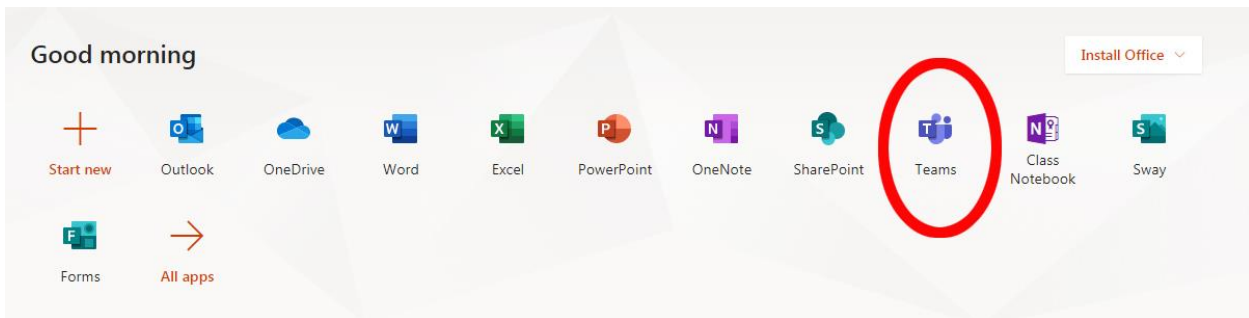 Good morning
Install Office
Start new
Outlook
OneDrive
Word
Excel
PowerPoint
OneNote
SharePoint
Teams
Class
Notebook
Sway
Forms
All apps